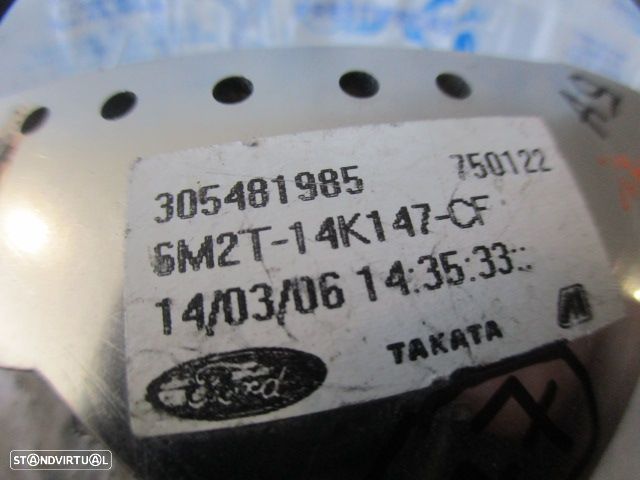 305481985 750122
6M2T-14K147-CF
14/03/06 14:35:33
TAKATA
Ford
STANDVIRTUAL